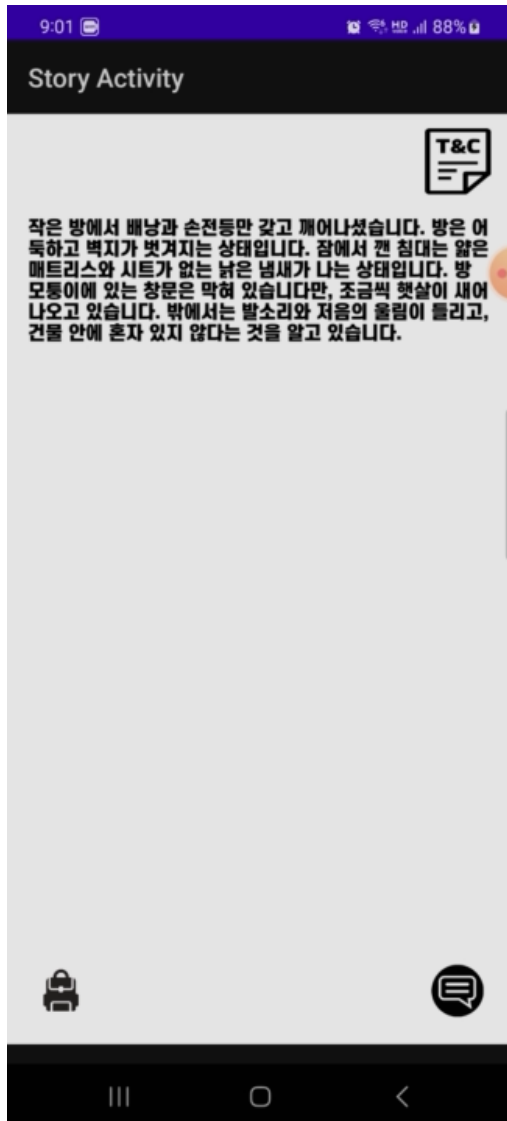 9:01
HD 88%
Story Activity
T&C
작은 방에서 배낭과 손전등만 갖고 깨어나셨습니다. 방은 어
둑하고 벽지가 벗겨지는 상태입니다. 잠에서 깬 침대는 얇은
매트리스와 시트가 없는 낡은 냄새가 나는 상태입니다. 방
모퉁이에 있는 창문은 막혀 있습니다만, 조금씩 햇살이 새어
나오고 있습니다. 밖에서는 발소리와 저음의 울림이 들리고,
건물 안에 혼자 있지 않다는 것을 알고 있습니다.